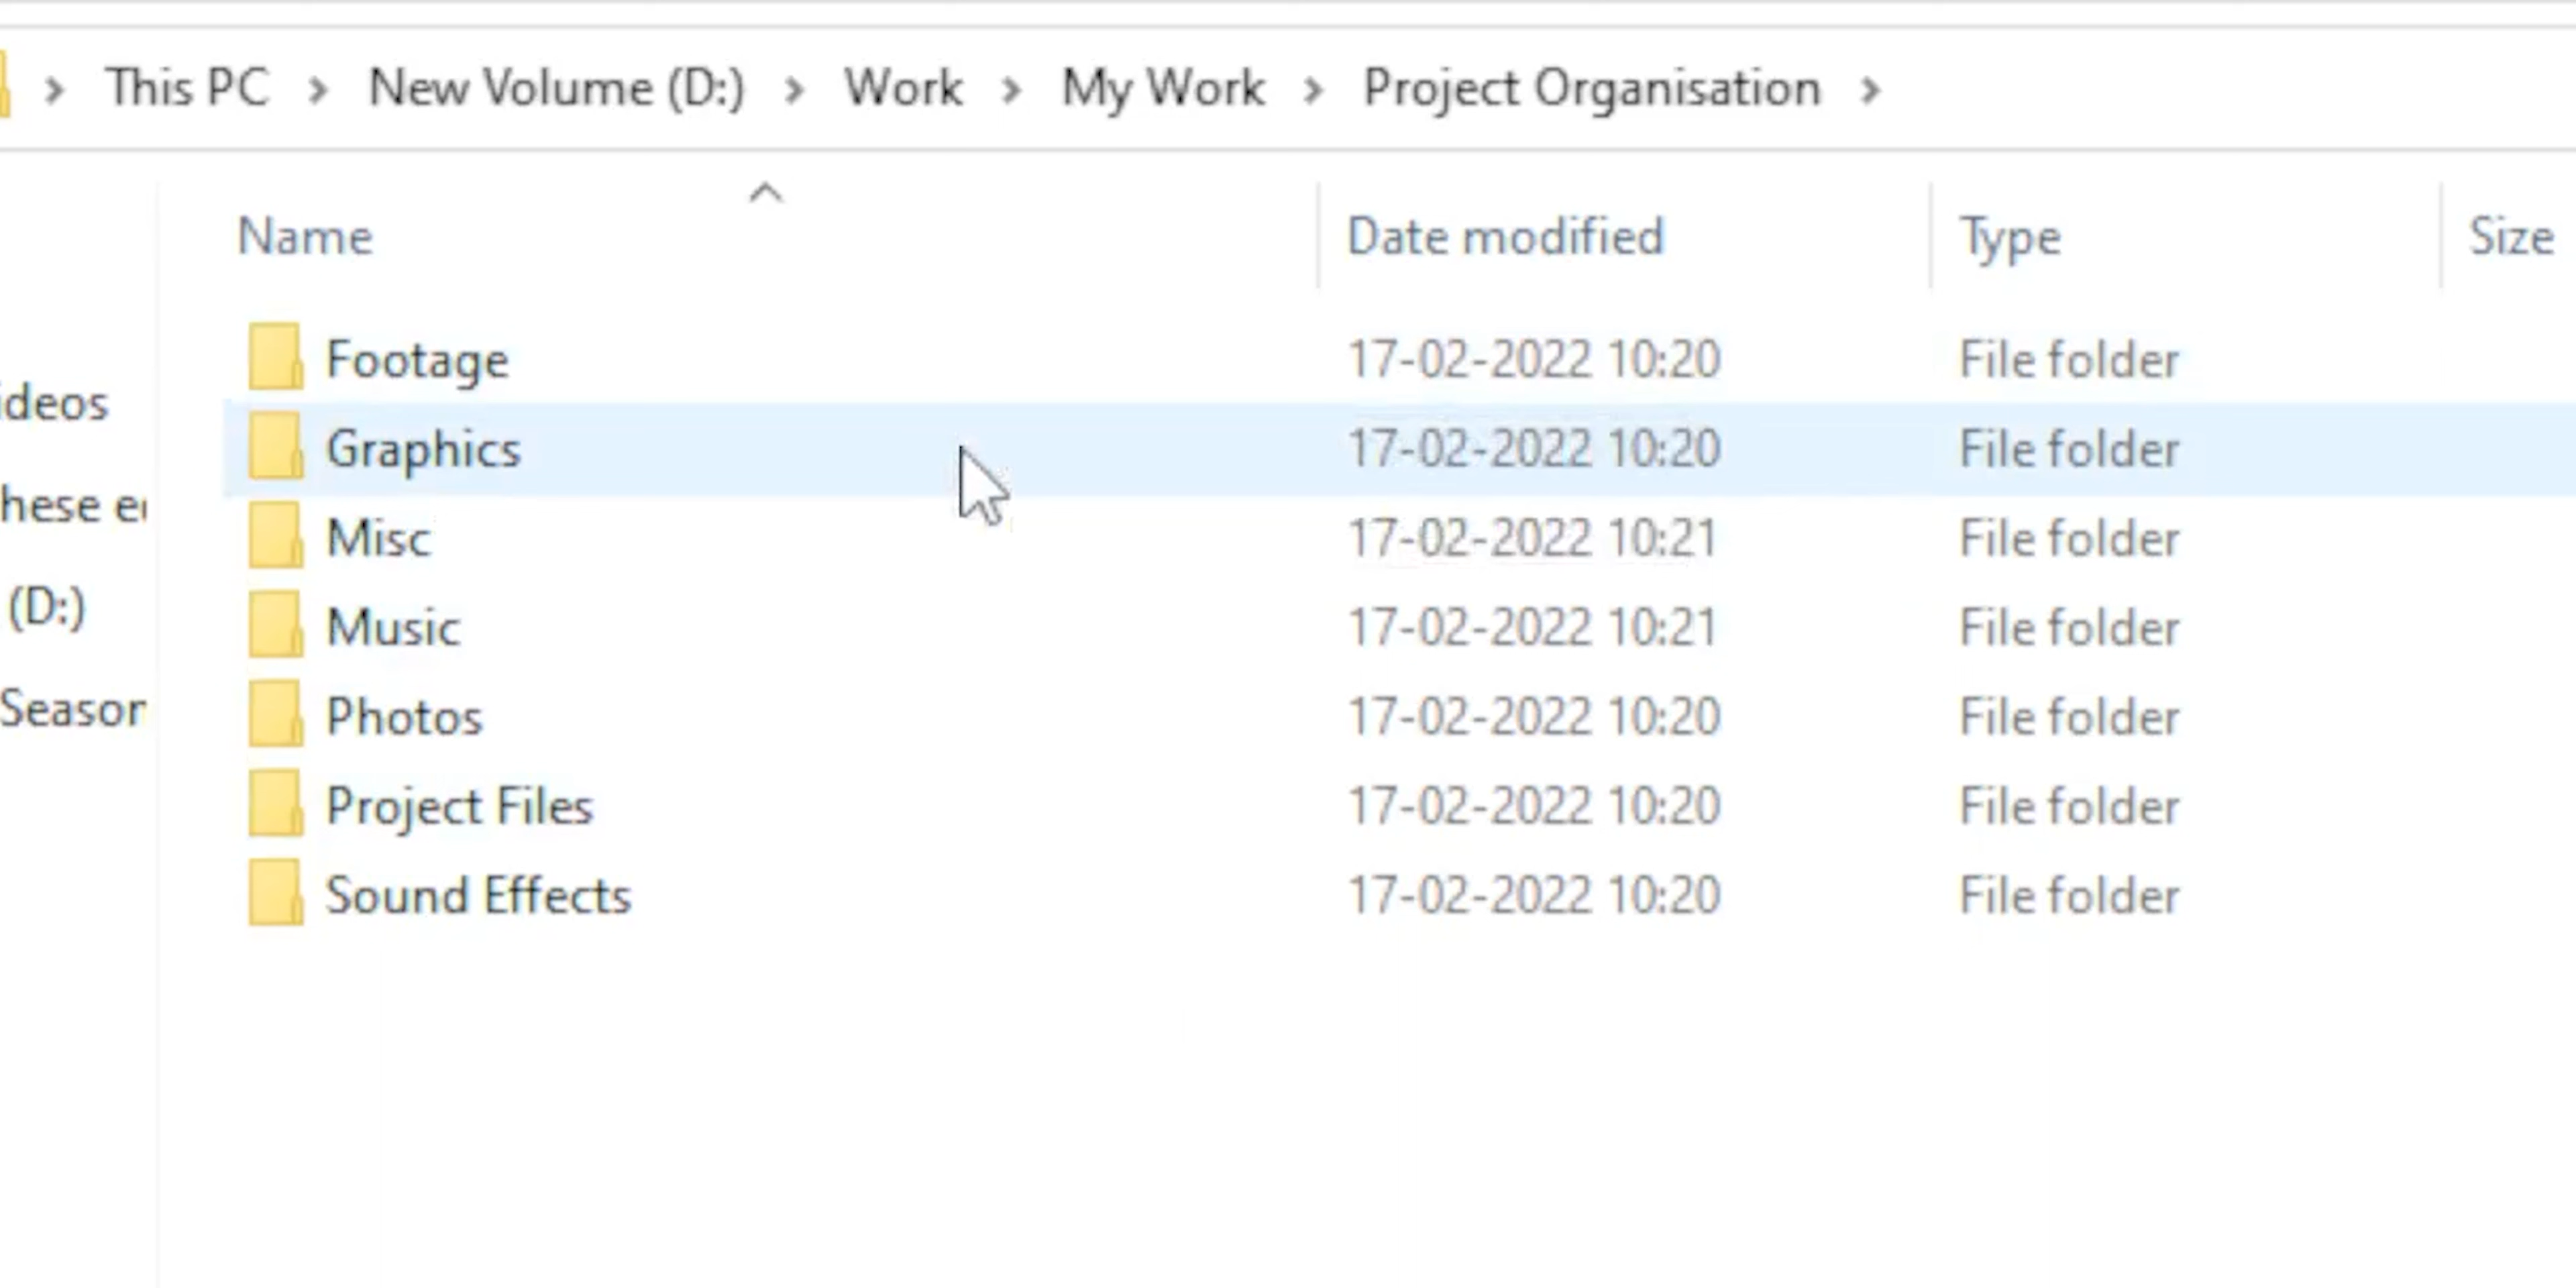 This PC > New Volume (D:) > Work > My Work > Project Organisation >
Name Date modified Type Size
Footage 17-02-2022 10:20 File folder
ideos
Graphics 17-02-2022 10:20 File folder
hese
Misc 17-02-2022 10:21 File folder
(D:)
Music 17-02-2022 10:21 File folder
Season
Photos 17-02-2022 10:20 File folder
Project Files 17-02-2022 10:20 File folder
Sound Effects 17-02-2022 10:20 File folder